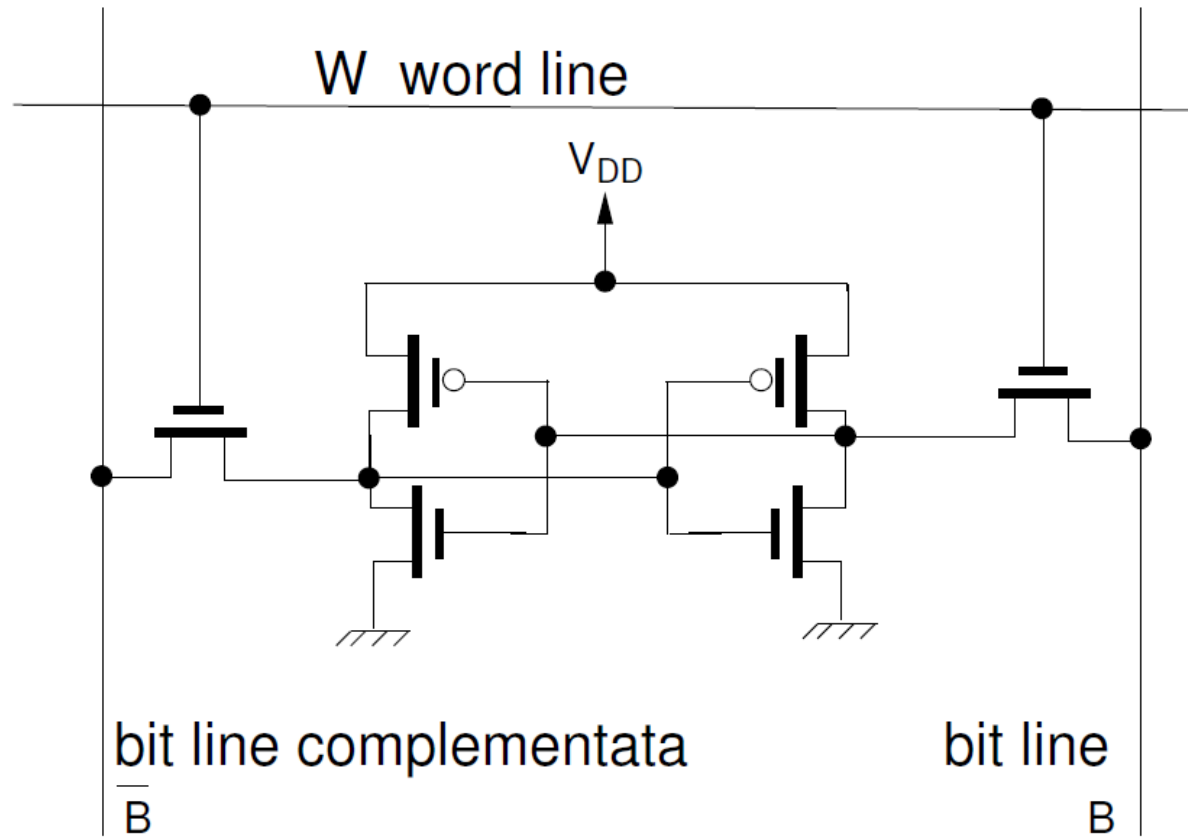 W word line
VDD
bit line complementata
bit line
B̅
B